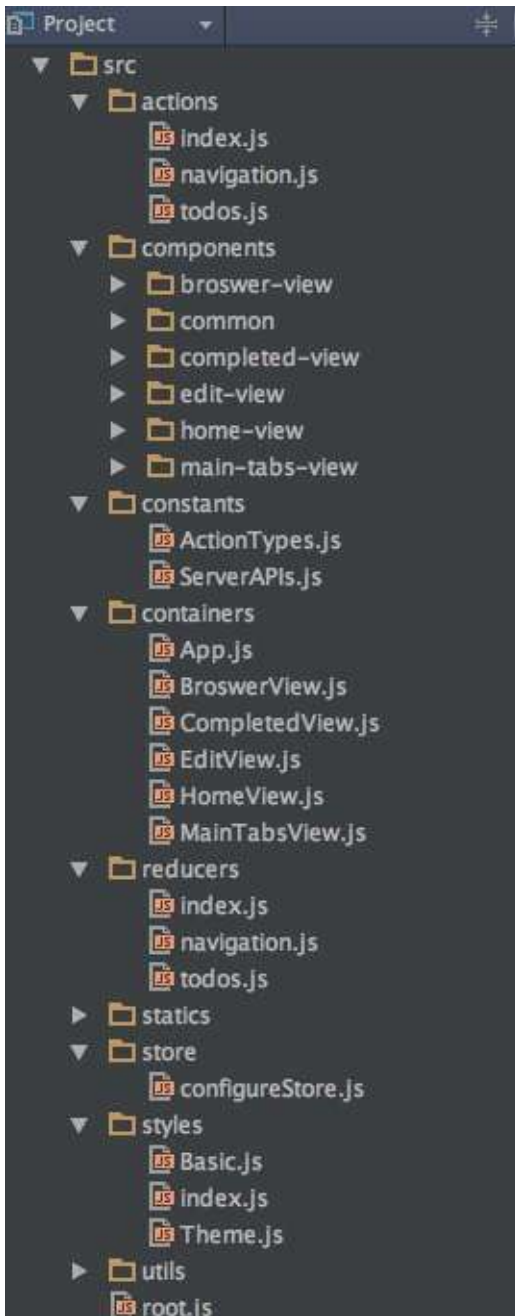 Project
src
actions
index.js
navigation.js
todos.js
components
broswer-view
common
completed-view
edit-view
home-view
main-tabs-view
constants
ActionTypes.js
ServerAPIs.js
containers
App.js
BroswerView.js
CompletedView.js
EditView.js
HomeView.js
MainTabsView.js
reducers
index.js
navigation.js
todos.js
statics
store
configureStore.js
styles
Basic.js
index.js
Theme.js
utils
root.js